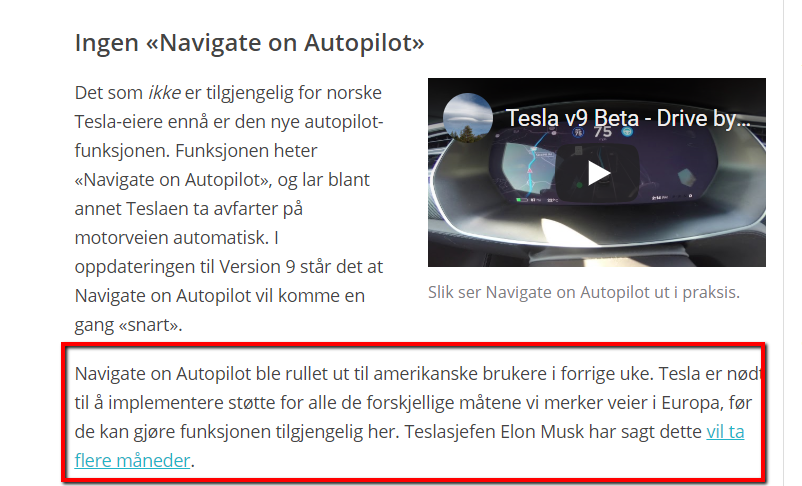 Ingen «Navigate on Autopilot»
Det som ikke er tilgjengelig for norske
Tesla-eiere ennå er den nye autopilot-
funksjonen. Funksjonen heter
«Navigate on Autopilot», og lar blant
annet Teslaen ta avfarter på
motorveien automatisk. I
oppdateringen til Version 9 står det at
Navigate on Autopilot vil komme en
gang «snart».
Tesla v9 Beta - Drive by...
75
Slik ser Navigate on Autopilot ut i praksis.
Navigate on Autopilot ble rullet ut til amerikanske brukere i forrige uke. Tesla er nødt
til å implementere støtte for alle de forskjellige måtene vi merker veier i Europa, før
de kan gjøre funksjonen tilgjengelig her. Teslasjefen Elon Musk har sagt dette vil ta
flere måneder.